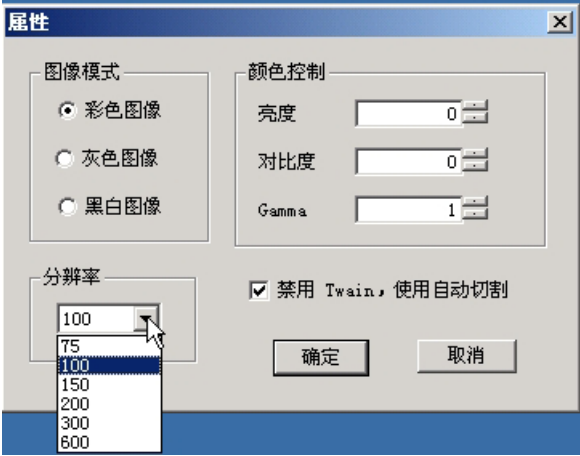 属性
图像模式
彩色图像
灰色图像
黑白图像
颜色控制
亮度 0
对比度 0
Gamma 1
分辨率
100
75
100
150
200
300
600
禁用 Twain，使用自动切割
确定
取消